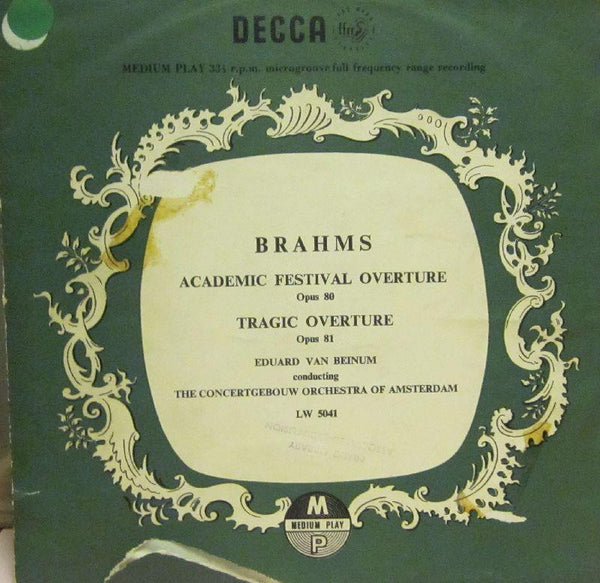 DECCA
ffrr
MEDIUM PLAY 33⅓ r.p.m. microgroove full frequency range recording
BRAHMS
ACADEMIC FESTIVAL OVERTURE
Opus 80
TRAGIC OVERTURE
Opus 81
EDUARD VAN BEINUM
conducting
THE CONCERTGEBOUW ORCHESTRA OF AMSTERDAM
LW 5041
M
MEDIUM PLAY
P